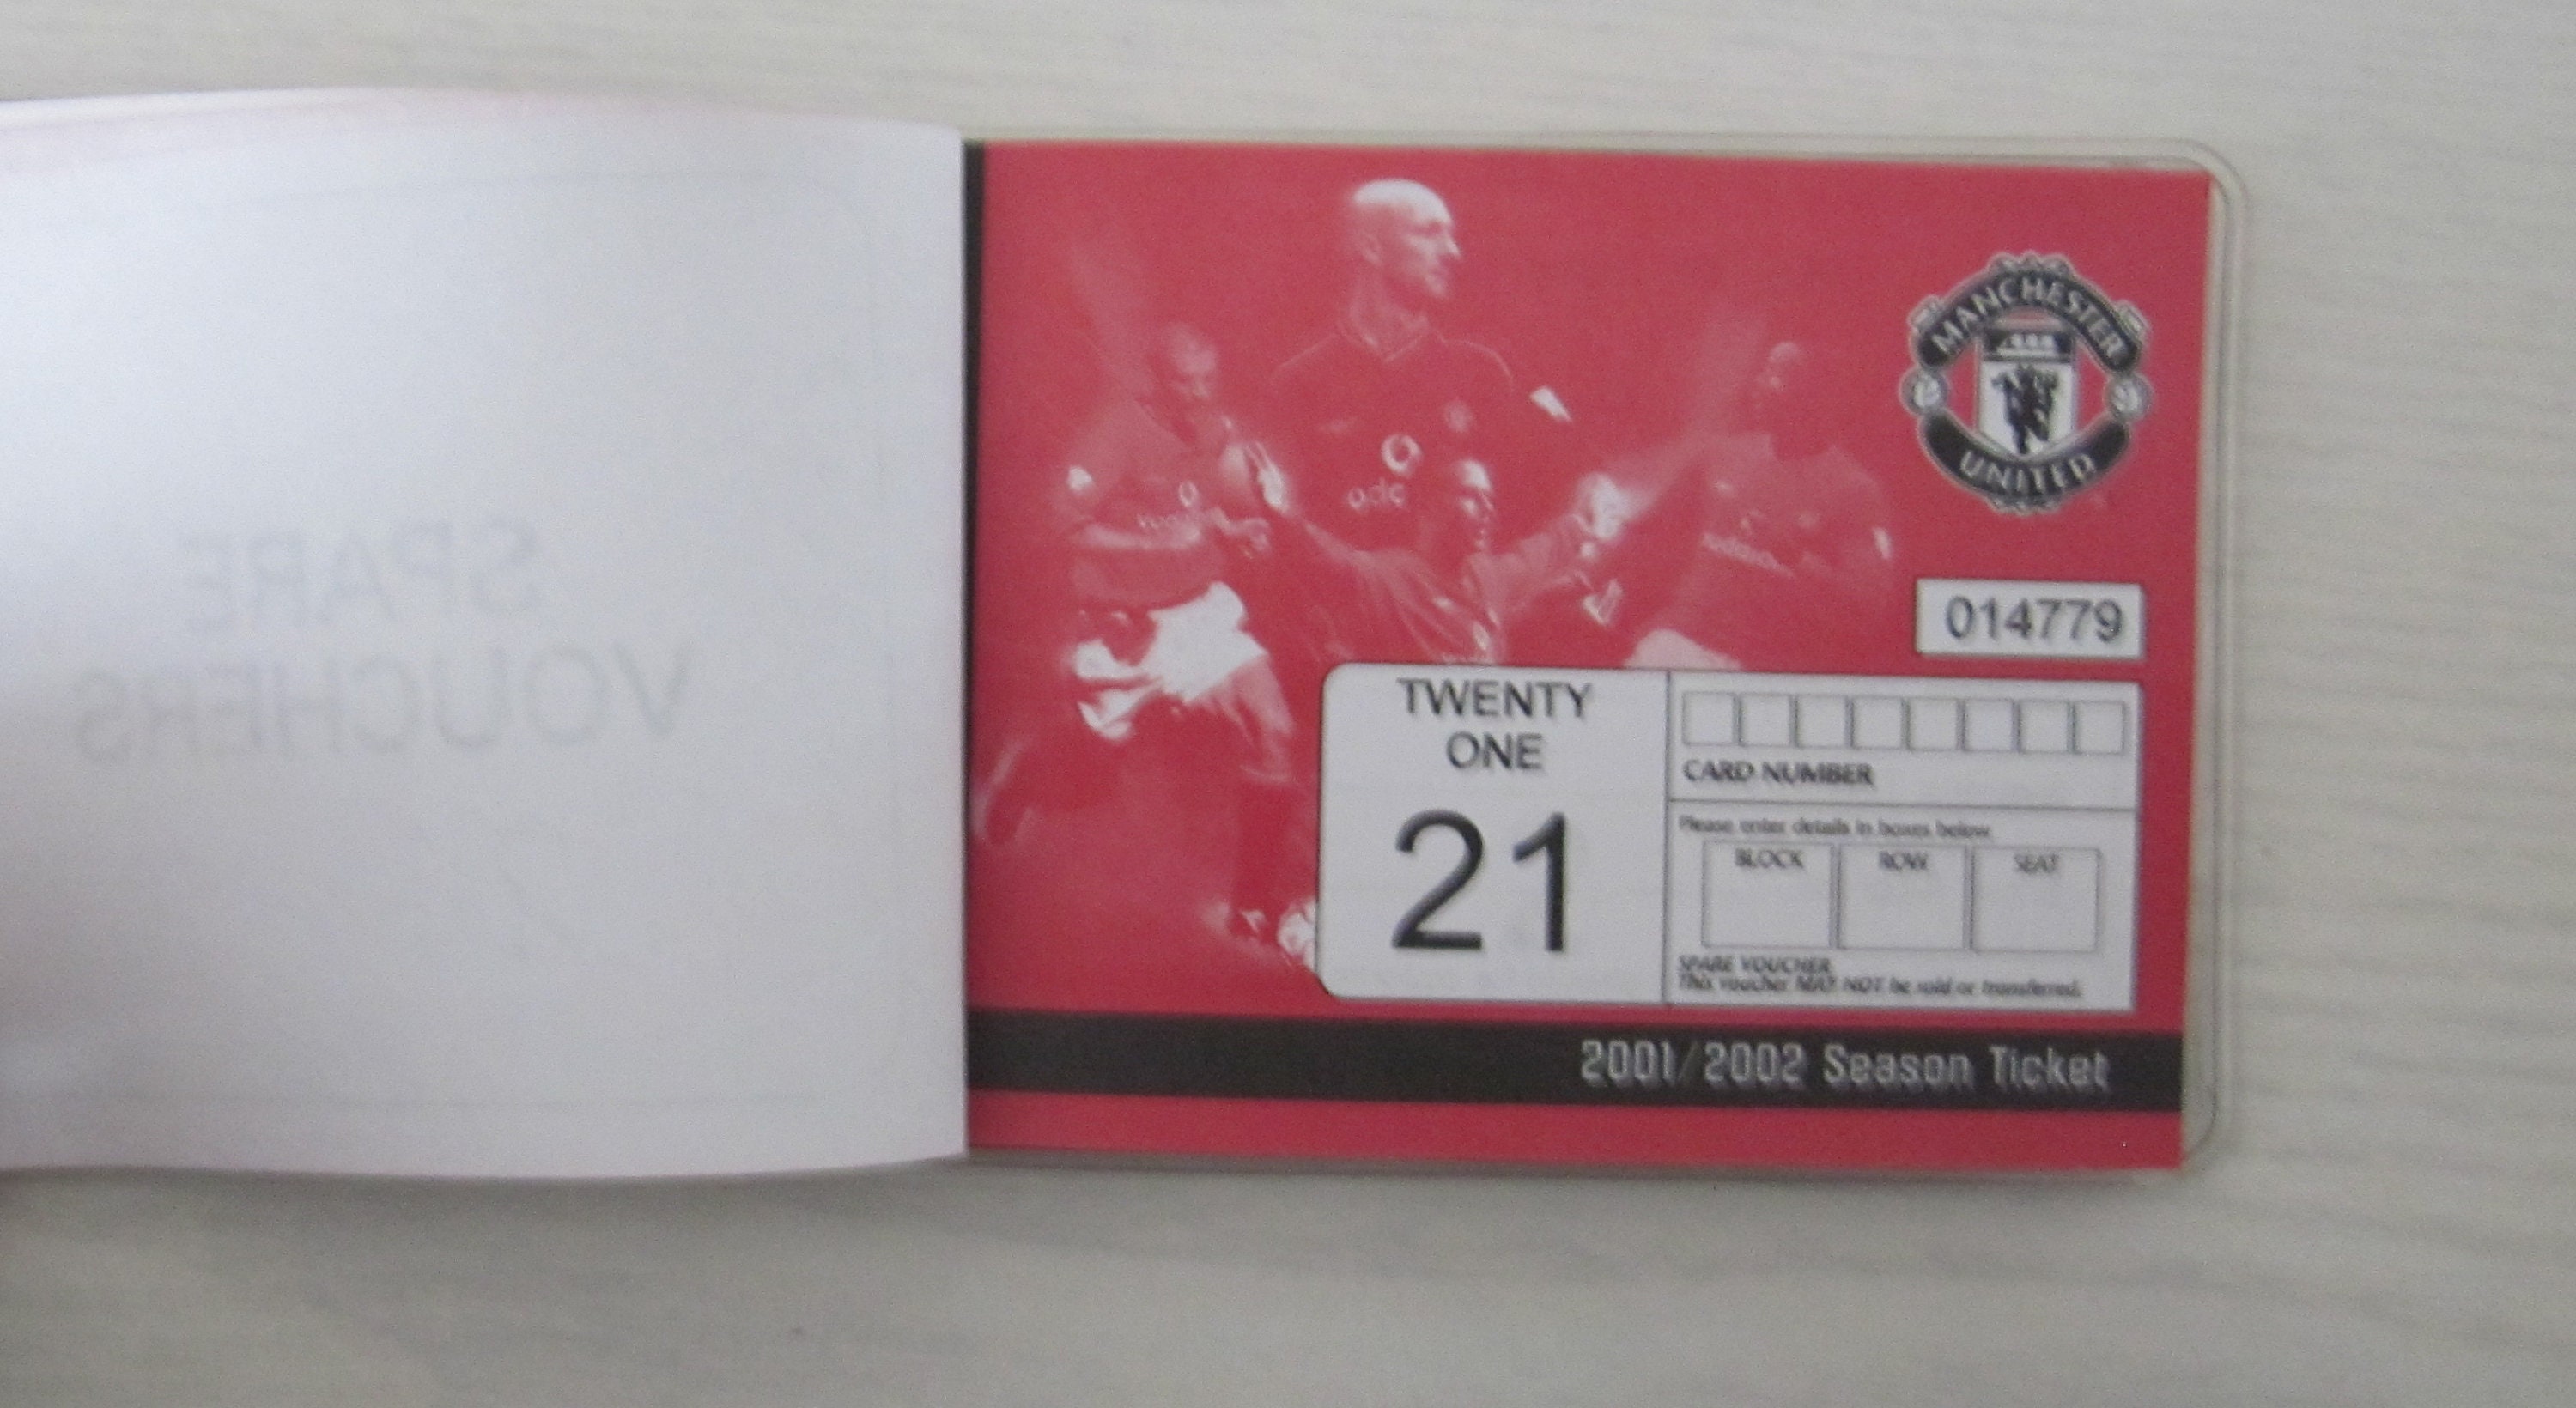 SPARE
VOUCHERS
MANCHESTER
UNITED
014779
TWENTY
ONE
21
CARD NUMBER
Please enter details in boxes below
BLOCK ROW SEAT
SPARE VOUCHER
This voucher MAY NOT be sold or transferred.
2001/2002 Season Ticket